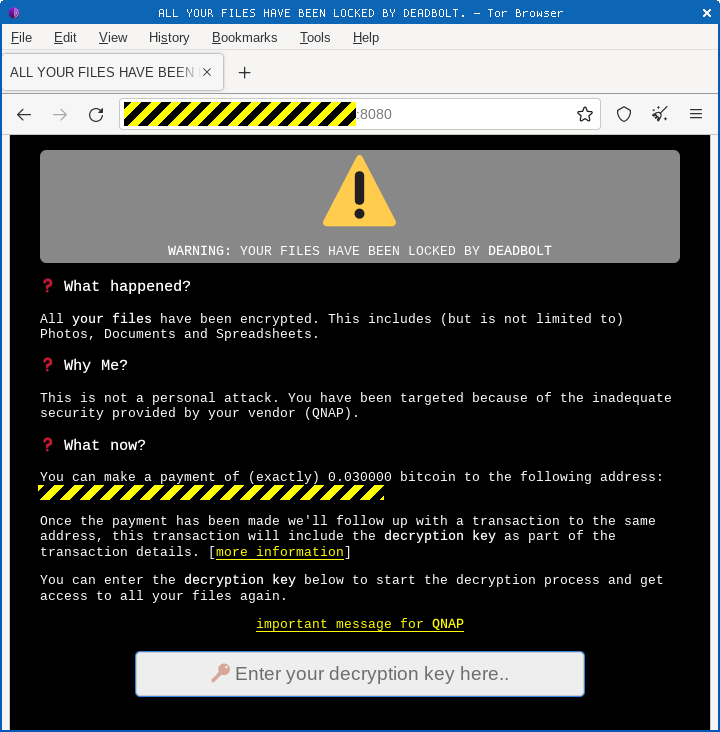 ALL YOUR FILES HAVE BEEN LOCKED BY DEADBOLT. — Tor Browser
File Edit View History Bookmarks Tools Help
ALL YOUR FILES HAVE BEEN
:8080
WARNING: YOUR FILES HAVE BEEN LOCKED BY DEADBOLT
❓ What happened?
All your files have been encrypted. This includes (but is not limited to)
Photos, Documents and Spreadsheets.
❓ Why Me?
This is not a personal attack. You have been targeted because of the inadequate
security provided by your vendor (QNAP).
❓ What now?
You can make a payment of (exactly) 0.030000 bitcoin to the following address:
Once the payment has been made we'll follow up with a transaction to the same
address, this transaction will include the decryption key as part of the
transaction details. [more information]
You can enter the decryption key below to start the decryption process and get
access to all your files again.
important message for QNAP
Enter your decryption key here..